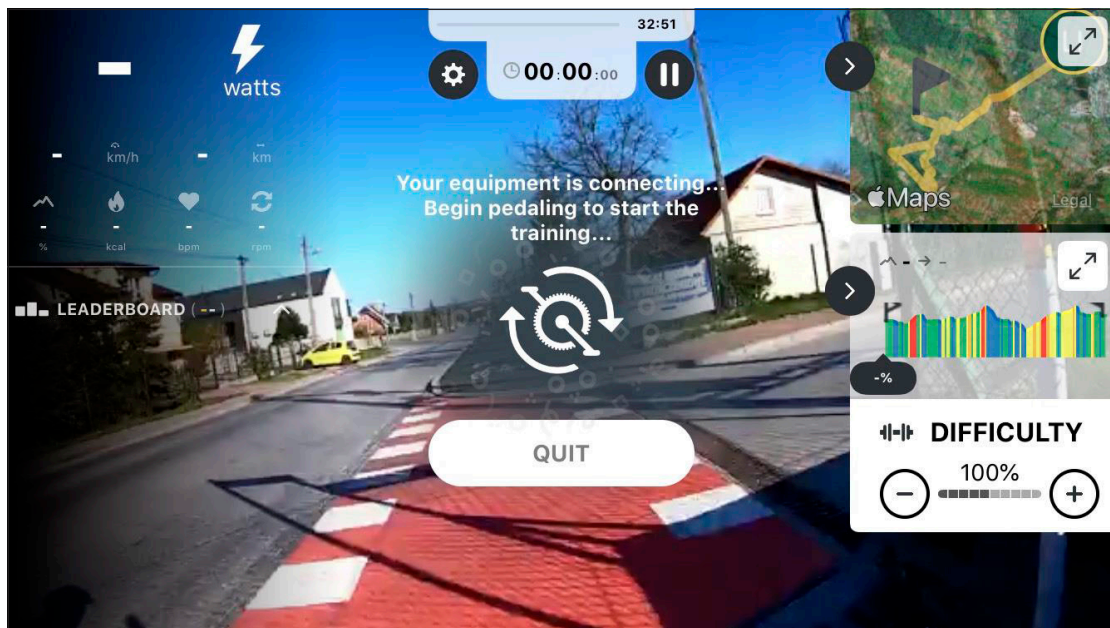 -
watts
-
km/h
-
km
-
%
-
kcal
-
bpm
-
rpm
LEADERBOARD (--)
32:51
00:00:00
Your equipment is connecting...
Begin pedaling to start the
training...
QUIT
Maps
Legal
- → -
-%
DIFFICULTY
100%
- +